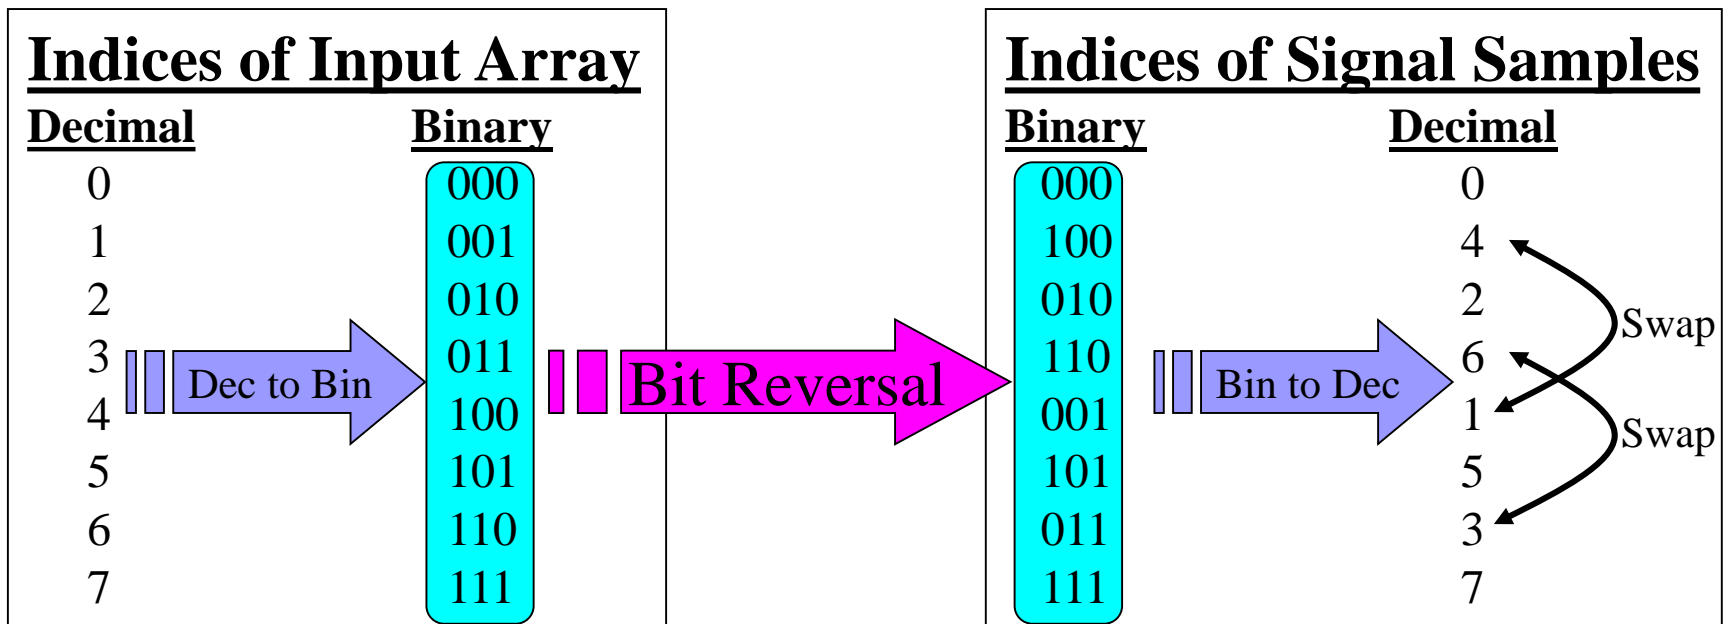 Indices of Input Array
Decimal Binary
0 000
1 001
2 010
3 011
4 100
5 101
6 110
7 111
Dec to Bin
Bit Reversal
Indices of Signal Samples
Binary Decimal
000 0
100 4
010 2
110 6
001 1
101 5
011 3
111 7
Bin to Dec
Swap
Swap